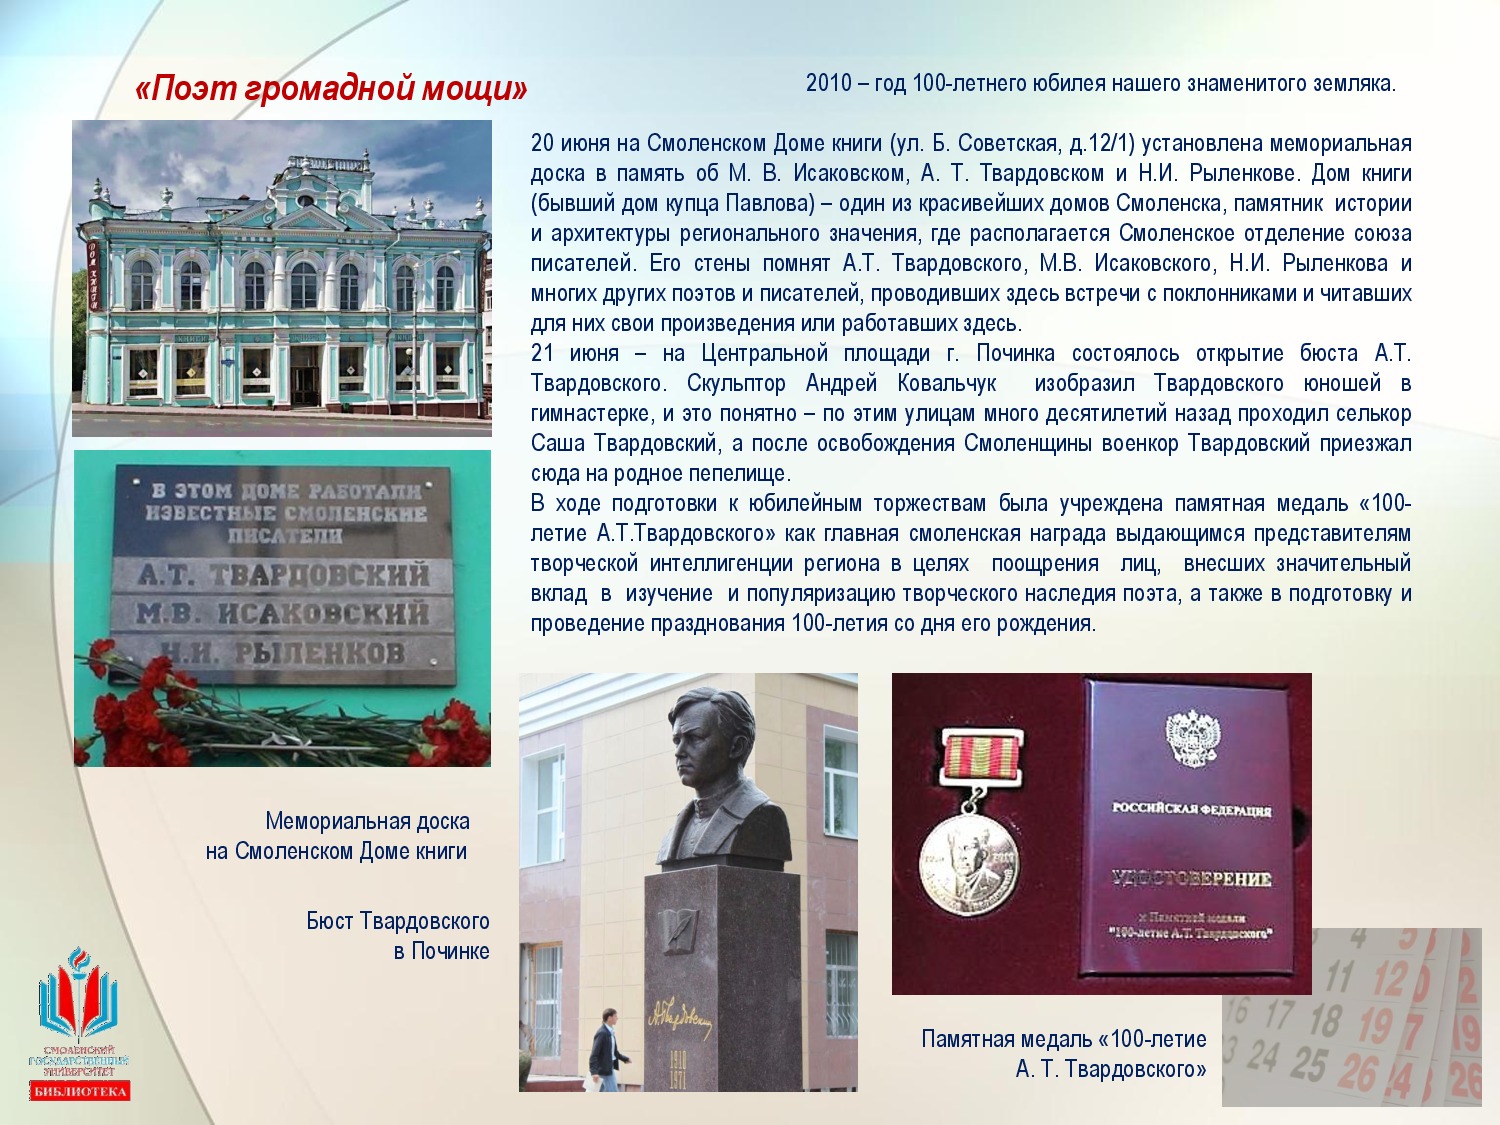 «Поэт громадной мощи»
2010 – год 100-летнего юбилея нашего знаменитого земляка.
20 июня на Смоленском Доме книги (ул. Б. Советская, д.12/1) установлена мемориальная
доска в память об М. В. Исаковском, А. Т. Твардовском и Н.И. Рыленкове. Дом книги
(бывший дом купца Павлова) – один из красивейших домов Смоленска, памятник истории
и архитектуры регионального значения, где располагается Смоленское отделение союза
писателей. Его стены помнят А.Т. Твардовского, М.В. Исаковского, Н.И. Рыленкова и
многих других поэтов и писателей, проводивших здесь встречи с поклонниками и читавших
для них свои произведения или работавших здесь.
21 июня – на Центральной площади г. Починка состоялось открытие бюста А.Т.
Твардовского. Скульптор Андрей Ковальчук изобразил Твардовского юношей в
гимнастерке, и это понятно – по этим улицам много десятилетий назад проходил селькор
Саша Твардовский, а после освобождения Смоленщины военкор Твардовский приезжал
сюда на родное пепелище.
В ходе подготовки к юбилейным торжествам была учреждена памятная медаль «100-
летие А.Т.Твардовского» как главная смоленская награда выдающимся представителям
творческой интеллигенции региона в целях поощрения лиц, внесших значительный
вклад в изучение и популяризацию творческого наследия поэта, а также в подготовку и
проведение празднования 100-летия со дня его рождения.
ДОМ КНИГИ
В ЭТОМ ДОМЕ РАБОТАЛИ
ИЗВЕСТНЫЕ СМОЛЕНСКИЕ
ПИСАТЕЛИ
А.Т. ТВАРДОВСКИЙ
М.В. ИСАКОВСКИЙ
Н.И. РЫЛЕНКОВ
Мемориальная доска
на Смоленском Доме книги
Бюст Твардовского
в Починке
А.Твардовский
1910
1971
РОССИЙСКАЯ ФЕДЕРАЦИЯ
УДОСТОВЕРЕНИЕ
к Памятной медали
"100-летие А.Т. Твардовского"
Памятная медаль «100-летие
А. Т. Твардовского»
4 5
11 12 2
16 17 18 19 7 19
24 25 26 24 26
СМОЛЕНСКИЙ
ГОСУДАРСТВЕННЫЙ
УНИВЕРСИТЕТ
БИБЛИОТЕКА